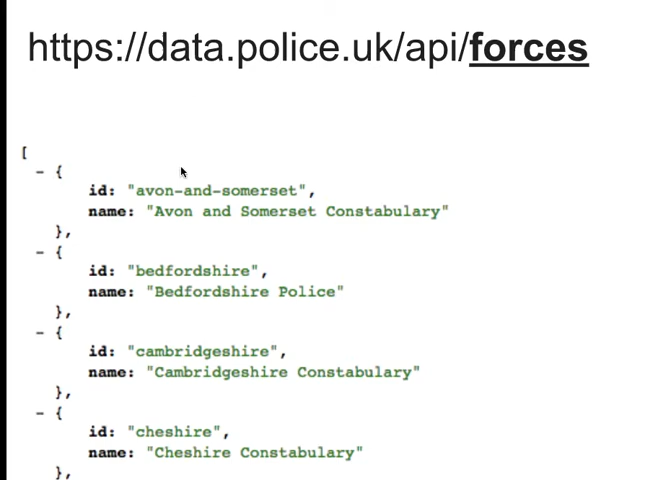 https://data.police.uk/api/forces
[
- {
id: "avon-and-somerset",
name: "Avon and Somerset Constabulary"
},
- {
id: "bedfordshire",
name: "Bedfordshire Police"
},
- {
id: "cambridgeshire",
name: "Cambridgeshire Constabulary"
},
- {
id: "cheshire",
name: "Cheshire Constabulary"
},